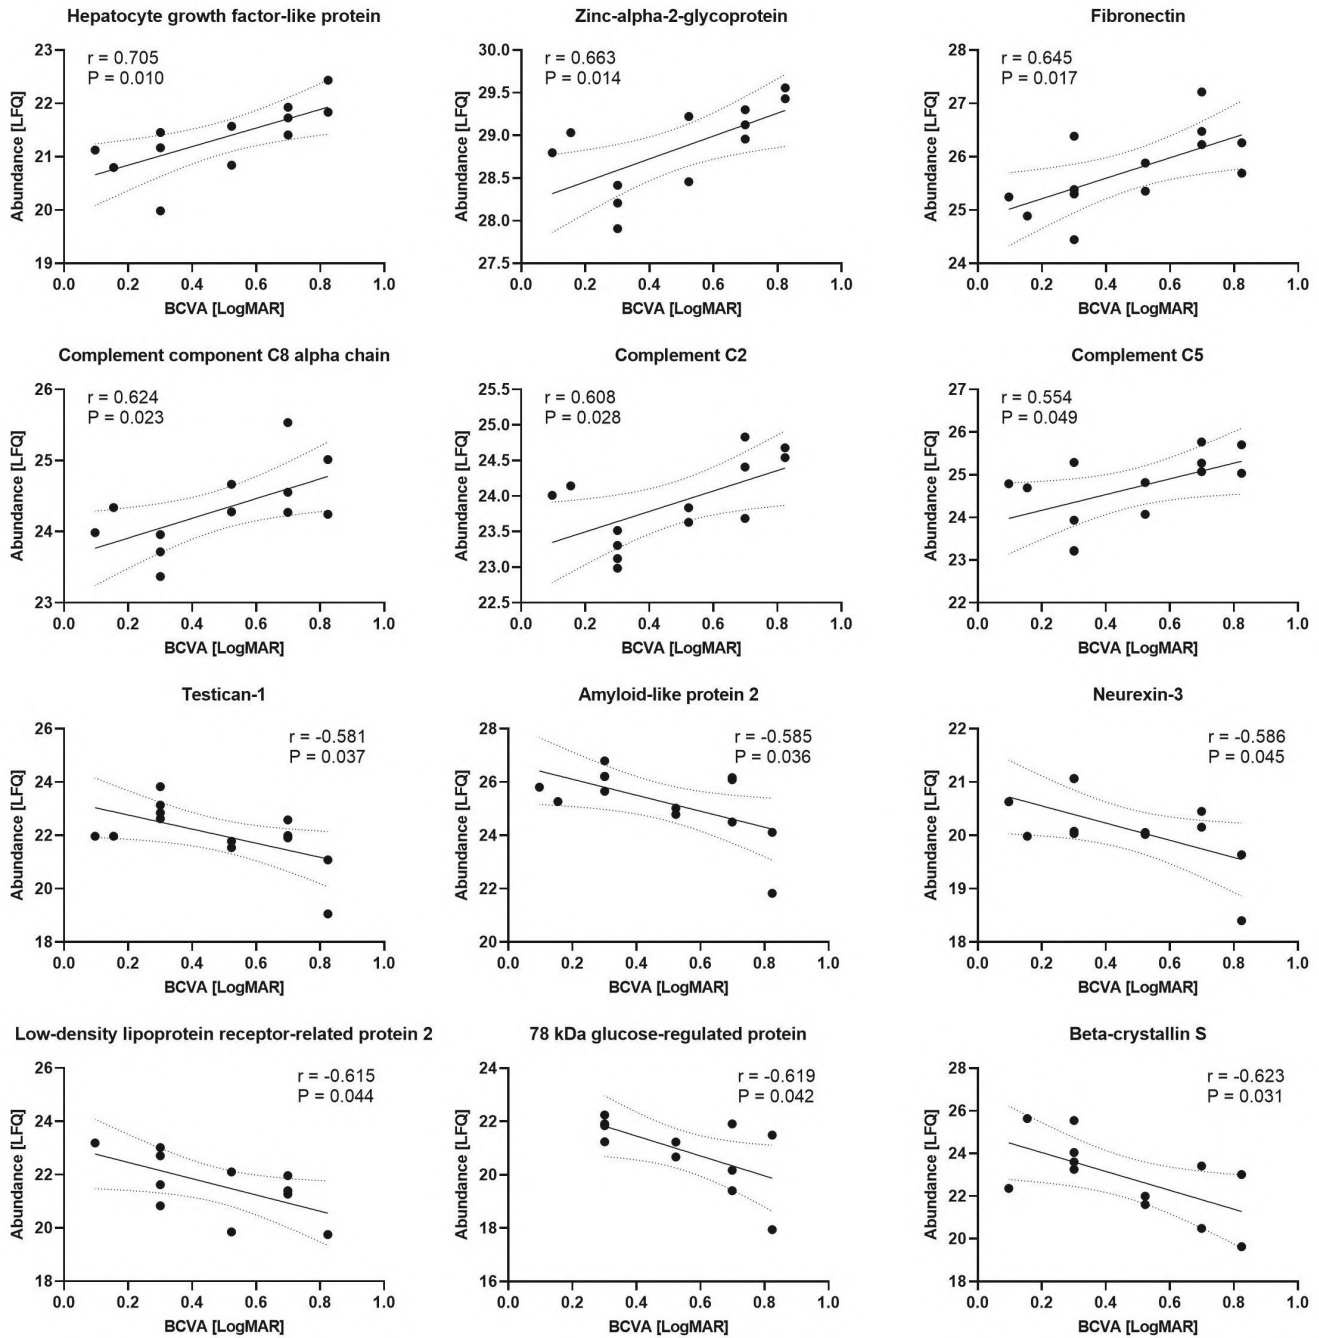 Hepatocyte growth factor-like protein
r = 0.705
P = 0.010
23
22
21
20
19
Abundance [LFQ]
0.0 0.2 0.4 0.6 0.8 1.0
BCVA [LogMAR]
Zinc-alpha-2-glycoprotein
r = 0.663
P = 0.014
30.0
29.5
29.0
28.5
28.0
27.5
Abundance [LFQ]
0.0 0.2 0.4 0.6 0.8 1.0
BCVA [LogMAR]
Fibronectin
r = 0.645
P = 0.017
28
27
26
25
24
Abundance [LFQ]
0.0 0.2 0.4 0.6 0.8 1.0
BCVA [LogMAR]
Complement component C8 alpha chain
r = 0.624
P = 0.023
26
25
24
23
Abundance [LFQ]
0.0 0.2 0.4 0.6 0.8 1.0
BCVA [LogMAR]
Complement C2
r = 0.608
P = 0.028
25.5
25.0
24.5
24.0
23.5
23.0
22.5
Abundance [LFQ]
0.0 0.2 0.4 0.6 0.8 1.0
BCVA [LogMAR]
Complement C5
r = 0.554
P = 0.049
27
26
25
24
23
22
Abundance [LFQ]
0.0 0.2 0.4 0.6 0.8 1.0
BCVA [LogMAR]
Testican-1
r = -0.581
P = 0.037
26
24
22
20
18
Abundance [LFQ]
0.0 0.2 0.4 0.6 0.8 1.0
BCVA [LogMAR]
Amyloid-like protein 2
r = -0.585
P = 0.036
28
26
24
22
20
Abundance [LFQ]
0.0 0.2 0.4 0.6 0.8 1.0
BCVA [LogMAR]
Neurexin-3
r = -0.586
P = 0.045
22
21
20
19
18
Abundance [LFQ]
0.0 0.2 0.4 0.6 0.8 1.0
BCVA [LogMAR]
Low-density lipoprotein receptor-related protein 2
r = -0.615
P = 0.044
26
24
22
20
18
Abundance [LFQ]
0.0 0.2 0.4 0.6 0.8 1.0
BCVA [LogMAR]
78 kDa glucose-regulated protein
r = -0.619
P = 0.042
24
22
20
18
16
Abundance [LFQ]
0.0 0.2 0.4 0.6 0.8 1.0
BCVA [LogMAR]
Beta-crystallin S
r = -0.623
P = 0.031
28
26
24
22
20
18
Abundance [LFQ]
0.0 0.2 0.4 0.6 0.8 1.0
BCVA [LogMAR]